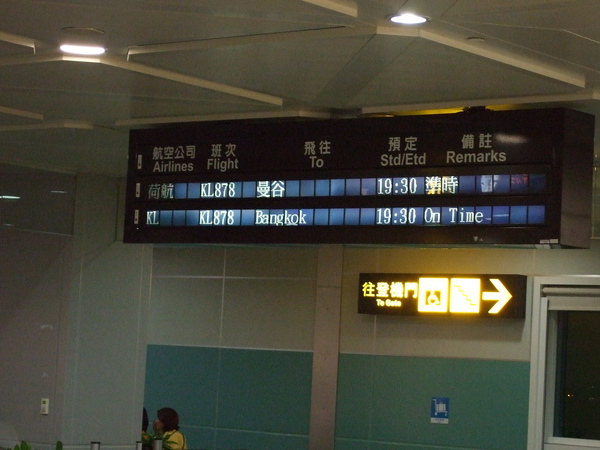 航空公司 班次 飛往 預定 備註
Airlines Flight To Std/Etd Remarks
荷航 KL878 曼谷 19:30 準時
KL KL878 Bangkok 19:30 On Time
往登機門
To Gate